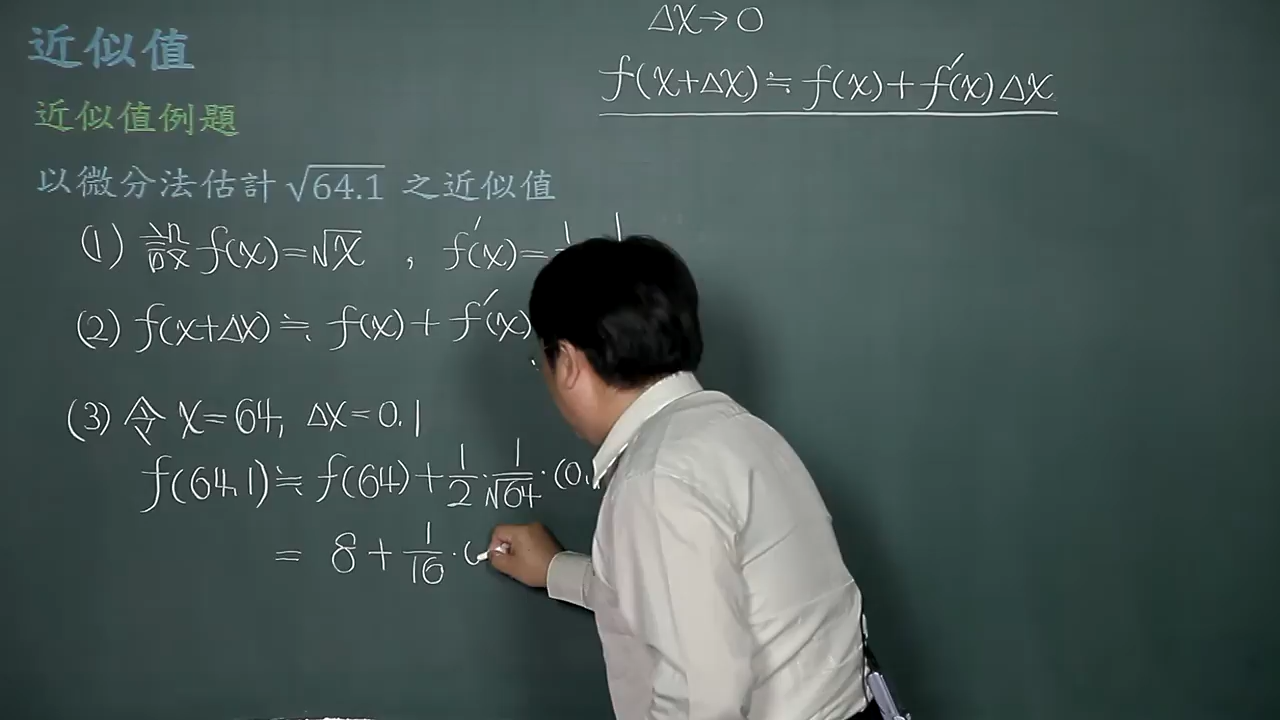 近似值
近似值例題
以微分法估計 √64.1 之近似值
Δx→0
f(x+Δx)≒f(x)+f′(x)Δx
(1) 設 f(x)=√x , f′(x)=
(2) f(x+Δx)≒ f(x)+ f′(x)
(3) 令 x=64, Δx=0.1
f(64.1)≒ f(64)+1/2·1/√64·(0.
= 8+1/16·